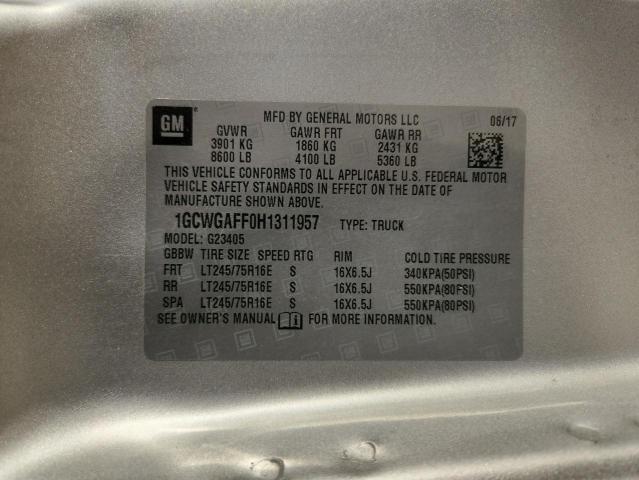 GM ®
MFD BY GENERAL MOTORS LLC 06/17
GVWR GAWR FRT GAWR RR
3901 KG 1860 KG 2431 KG
8600 LB 4100 LB 5360 LB
THIS VEHICLE CONFORMS TO ALL APPLICABLE U.S. FEDERAL MOTOR
VEHICLE SAFETY STANDARDS IN EFFECT ON THE DATE OF
MANUFACTURE SHOWN ABOVE.
1GCWGAFF0H1311957 TYPE: TRUCK
MODEL: G23405
GBBW TIRE SIZE SPEED RTG RIM COLD TIRE PRESSURE
FRT LT245/75R16E S 16X6.5J 340KPA(50PSI)
RR LT245/75R16E S 16X6.5J 550KPA(80PSI)
SPA LT245/75R16E S 16X6.5J 550KPA(80PSI)
SEE OWNER'S MANUAL FOR MORE INFORMATION.